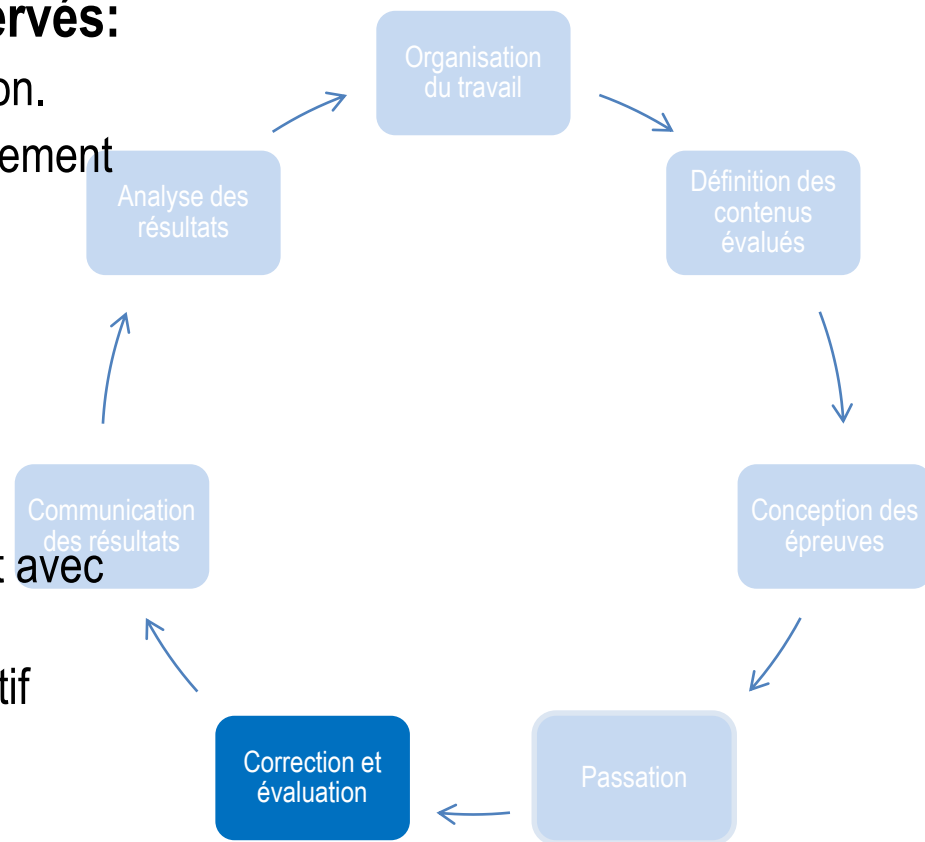 ervés:
on.
ement
t avec
tif
Organisation
du travail
Définition des
contenus
évalués
Conception des
épreuves
Passation
Correction et
évaluation
Communication
des résultats
Analyse des
résultats